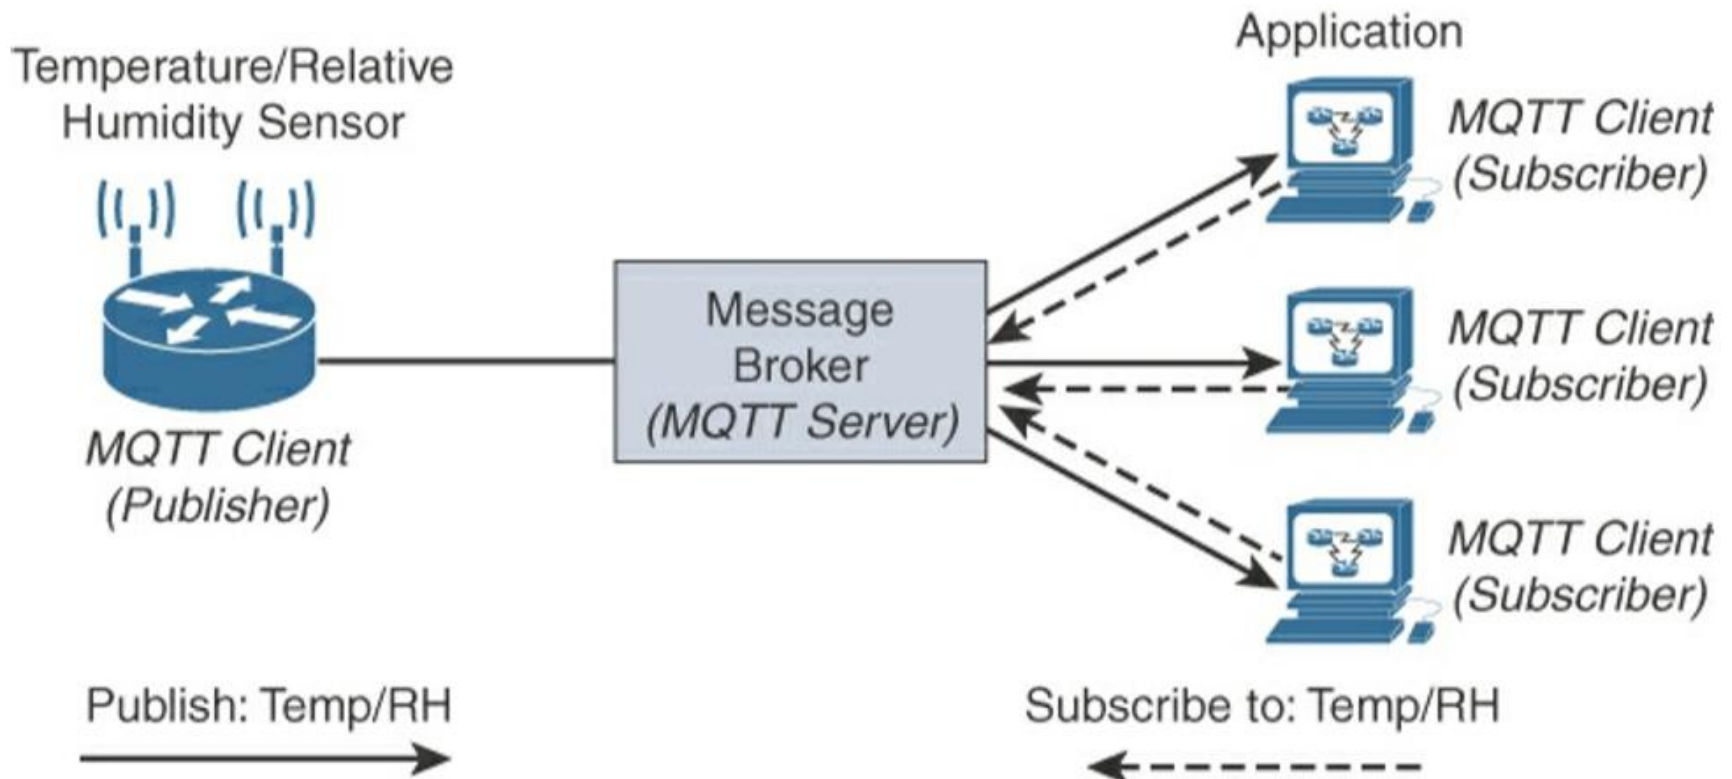 Temperature/Relative
Humidity Sensor
MQTT Client
(Publisher)
Message
Broker
(MQTT Server)
Application
MQTT Client
(Subscriber)
MQTT Client
(Subscriber)
MQTT Client
(Subscriber)
Publish: Temp/RH
Subscribe to: Temp/RH